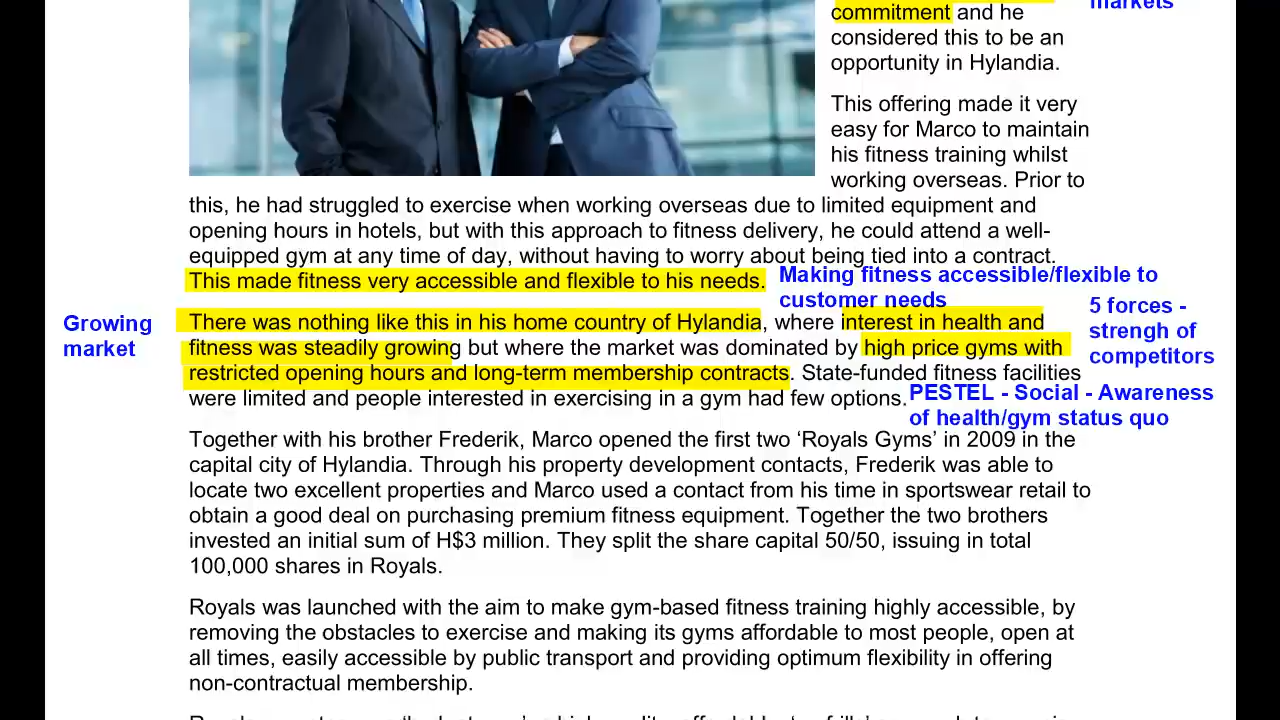 markets
commitment and he
considered this to be an
opportunity in Hylandia.
This offering made it very
easy for Marco to maintain
his fitness training whilst
working overseas. Prior to
this, he had struggled to exercise when working overseas due to limited equipment and
opening hours in hotels, but with this approach to fitness delivery, he could attend a well-
equipped gym at any time of day, without having to worry about being tied into a contract.
This made fitness very accessible and flexible to his needs.
Making fitness accessible/flexible to
customer needs
Growing
market
There was nothing like this in his home country of Hylandia, where interest in health and
fitness was steadily growing but where the market was dominated by high price gyms with
restricted opening hours and long-term membership contracts. State-funded fitness facilities
were limited and people interested in exercising in a gym had few options.
5 forces -
strengh of
competitors
PESTEL - Social - Awareness
of health/gym status quo
Together with his brother Frederik, Marco opened the first two ‘Royals Gyms’ in 2009 in the
capital city of Hylandia. Through his property development contacts, Frederik was able to
locate two excellent properties and Marco used a contact from his time in sportswear retail to
obtain a good deal on purchasing premium fitness equipment. Together the two brothers
invested an initial sum of H$3 million. They split the share capital 50/50, issuing in total
100,000 shares in Royals.
Royals was launched with the aim to make gym-based fitness training highly accessible, by
removing the obstacles to exercise and making its gyms affordable to most people, open at
all times, easily accessible by public transport and providing optimum flexibility in offering
non-contractual membership.